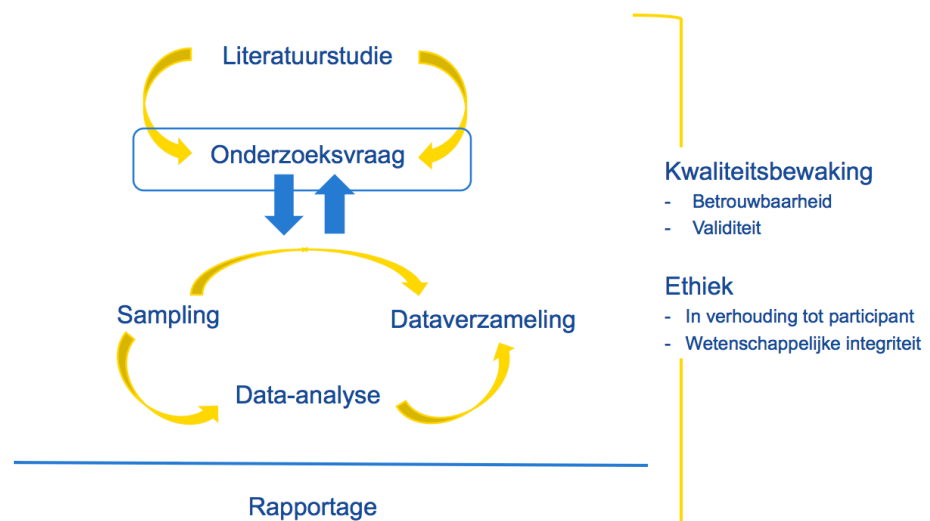 Literatuurstudie
Onderzoeksvraag
Sampling
Dataverzameling
Data-analyse
Rapportage
Kwaliteitsbewaking
- Betrouwbaarheid
- Validiteit
Ethiek
- In verhouding tot participant
- Wetenschappelijke integriteit